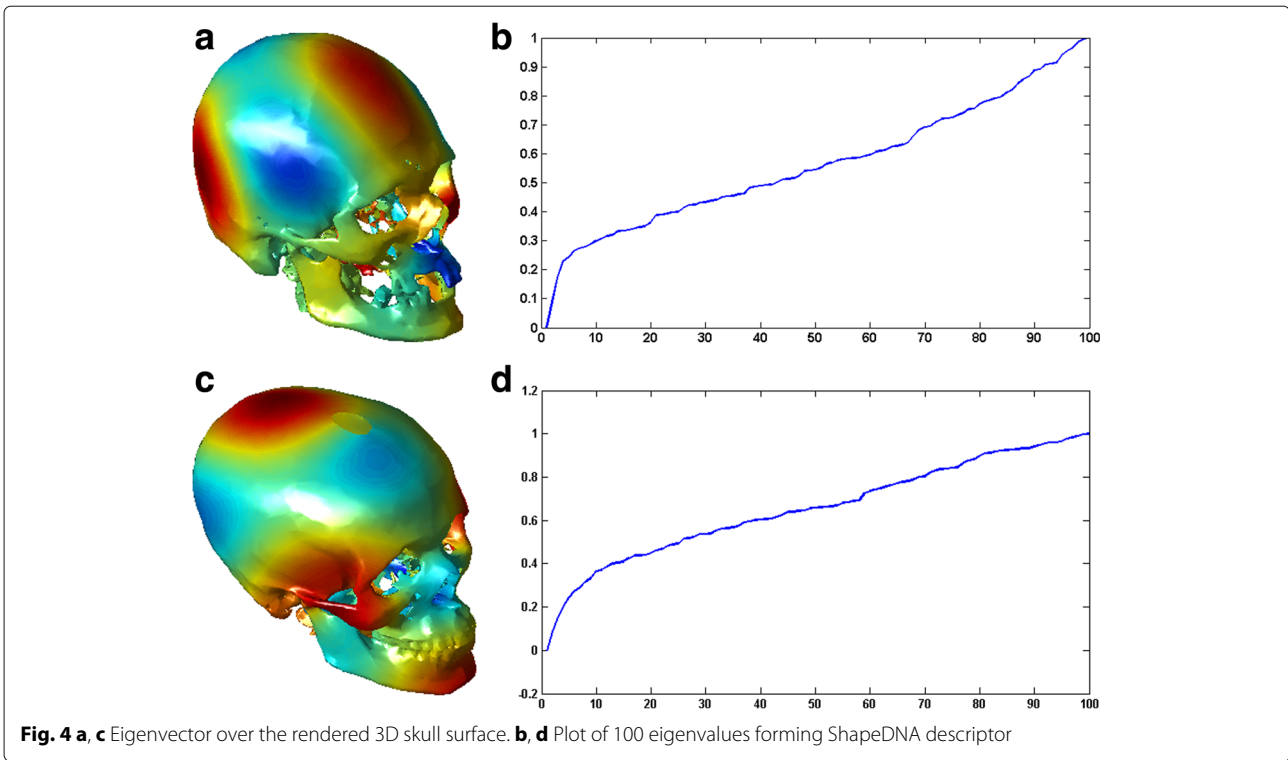 a
b
1
0.9
0.8
0.7
0.6
0.5
0.4
0.3
0.2
0.1
0
0 10 20 30 40 50 60 70 80 90 100
c
d
1.2
1
0.8
0.6
0.4
0.2
0
-0.2
0 10 20 30 40 50 60 70 80 90 100
Fig. 4 a, c Eigenvector over the rendered 3D skull surface. b, d Plot of 100 eigenvalues forming ShapeDNA descriptor